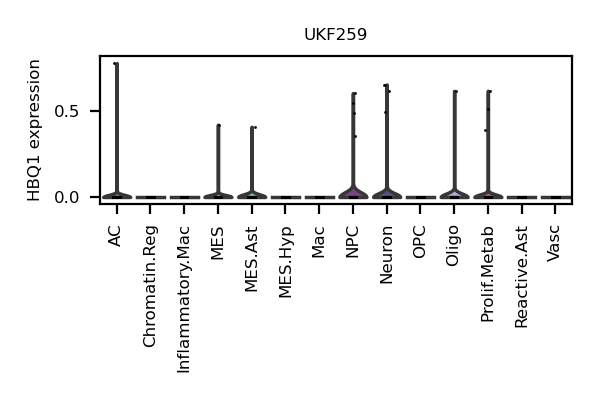 UKF259
HBQ1 expression
0.5
0.0
AC
Chromatin.Reg
Inflammatory.Mac
MES
MES.Ast
MES.Hyp
Mac
NPC
Neuron
OPC
Oligo
Prolif.Metab
Reactive.Ast
Vasc